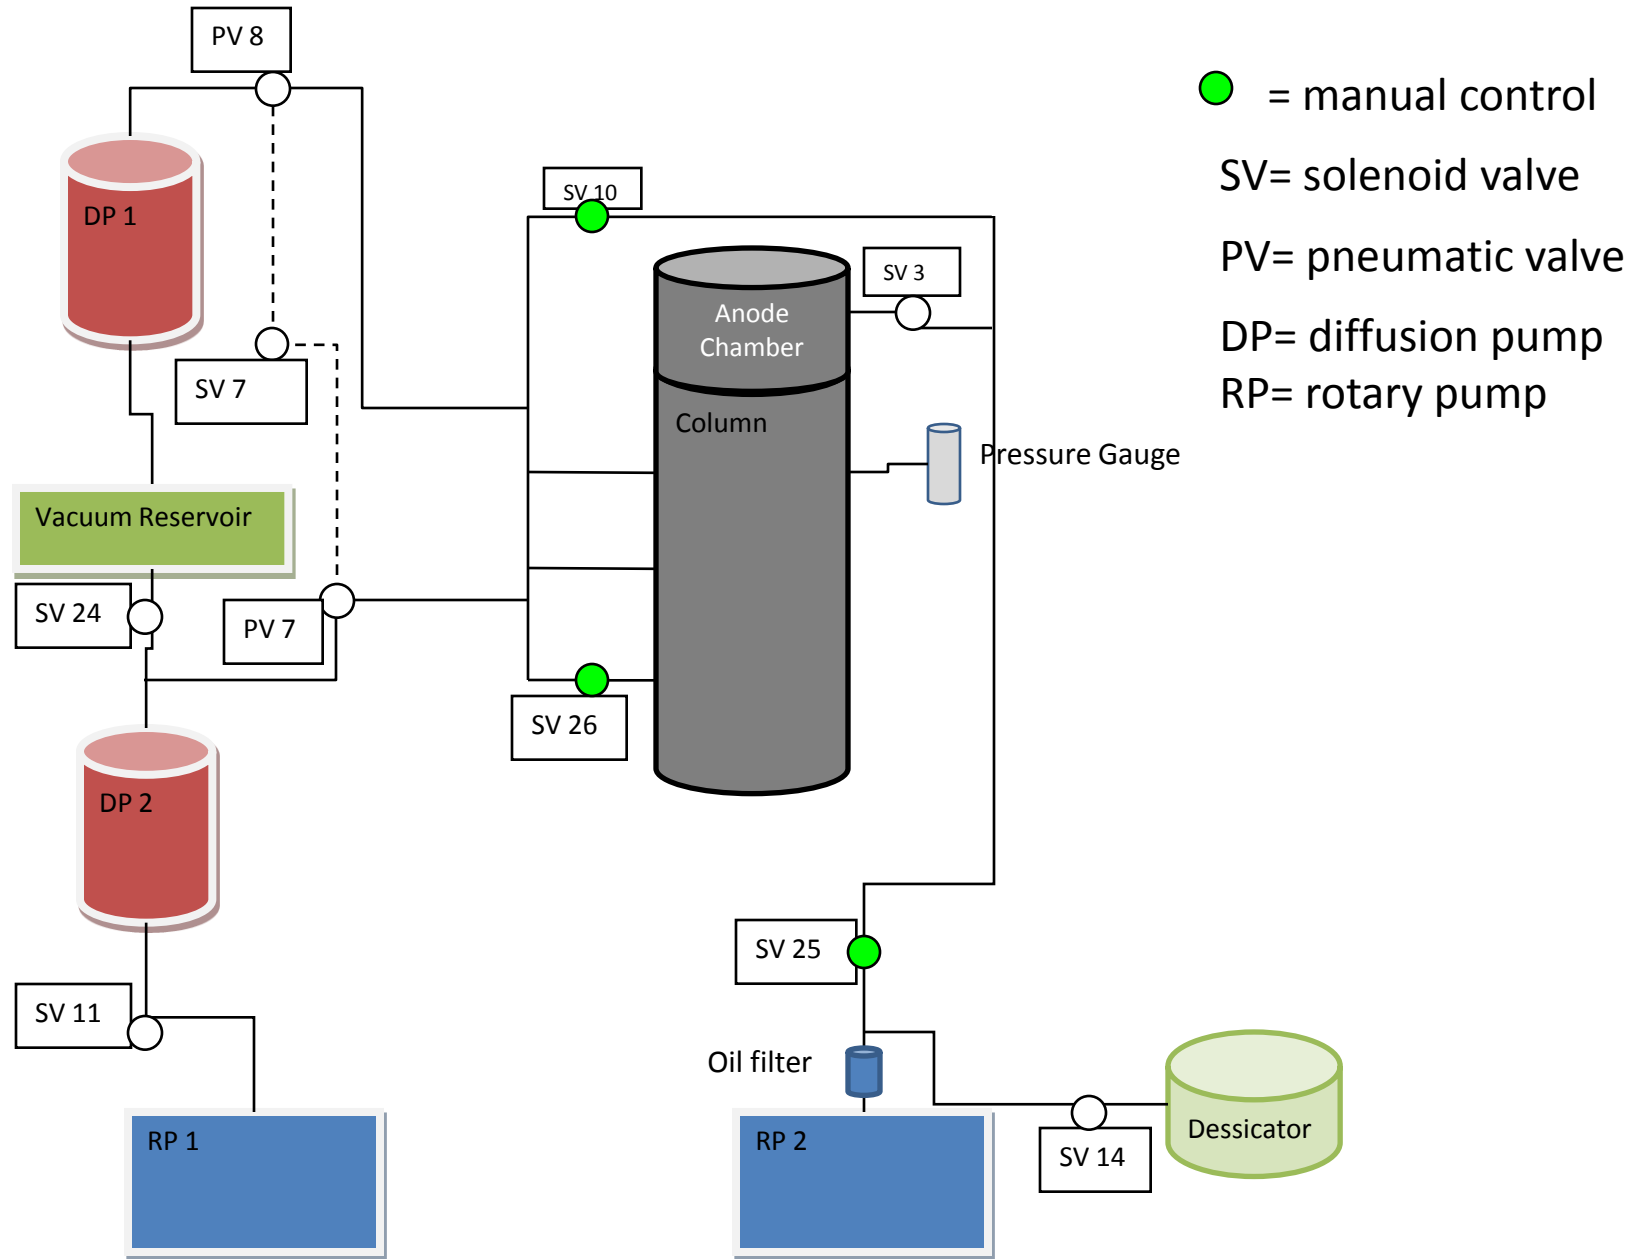 PV 8
= manual control
SV= solenoid valve
PV= pneumatic valve
DP= diffusion pump
RP= rotary pump
DP 1
SV 10
SV 3
Anode
Chamber
SV 7
Column
Pressure Gauge
Vacuum Reservoir
SV 24
PV 7
SV 26
DP 2
SV 25
SV 11
Oil filter
RP 1
RP 2
SV 14
Dessicator